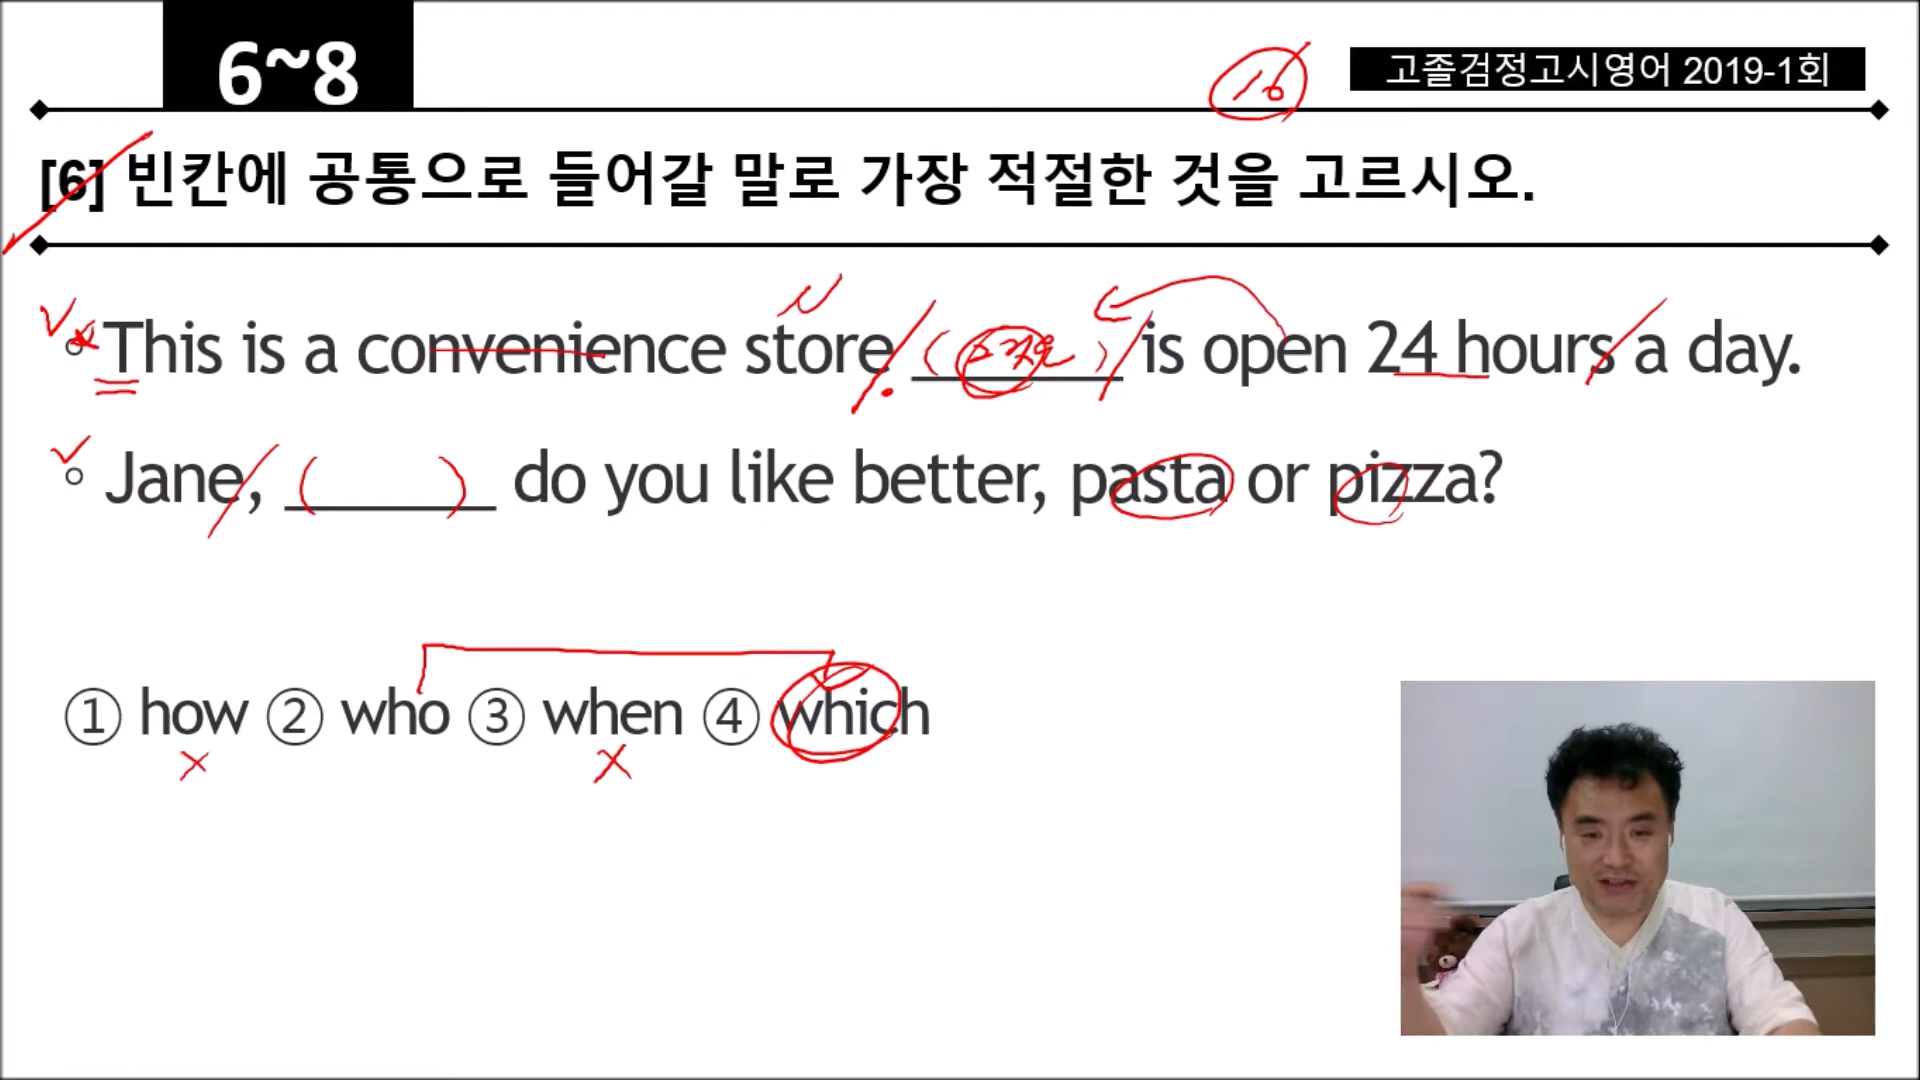 6~8
16
고졸검정고시영어 2019-1회
[6] 빈칸에 공통으로 들어갈 말로 가장 적절한 것을 고르시오.
This is a convenience store ( ) is open 24 hours a day.
Jane, ( ) do you like better, pasta or pizza?
① how ② who ③ when ④ which